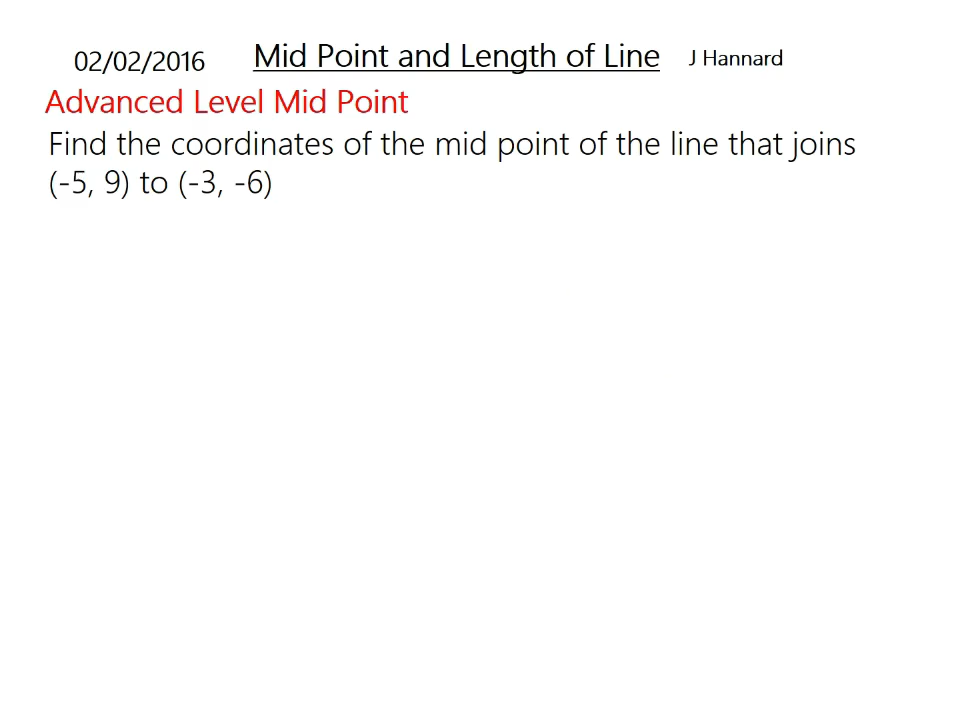 02/02/2016 Mid Point and Length of Line J Hannard
Advanced Level Mid Point
Find the coordinates of the mid point of the line that joins
(-5, 9) to (-3, -6)